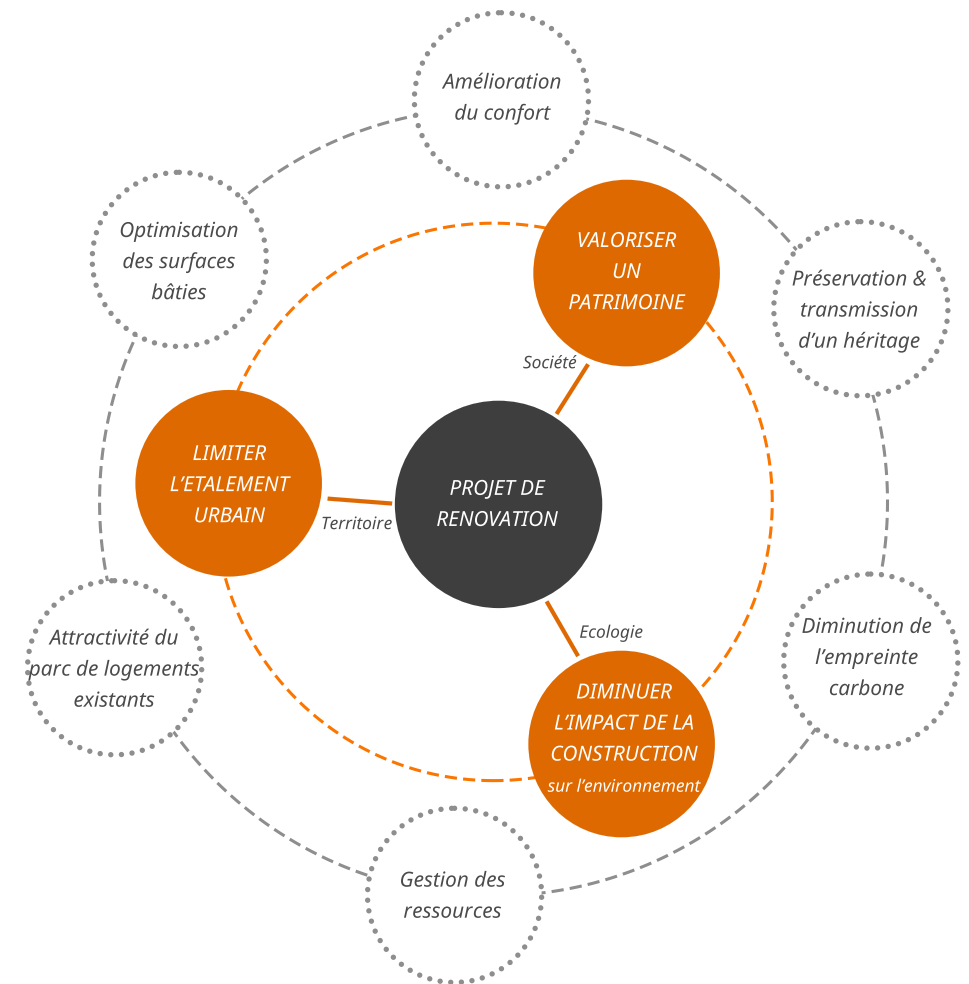 Amélioration
du confort
Optimisation
des surfaces
bâties
VALORISER
UN
PATRIMOINE
Préservation &
transmission
d’un héritage
Société
LIMITER
L’ETALEMENT
URBAIN
Territoire
PROJET DE
RENOVATION
Ecologie
Attractivité du
parc de logements
existants
Diminution de
l’empreinte
carbone
DIMINUER
L’IMPACT DE LA
CONSTRUCTION
sur l’environnement
Gestion des
ressources